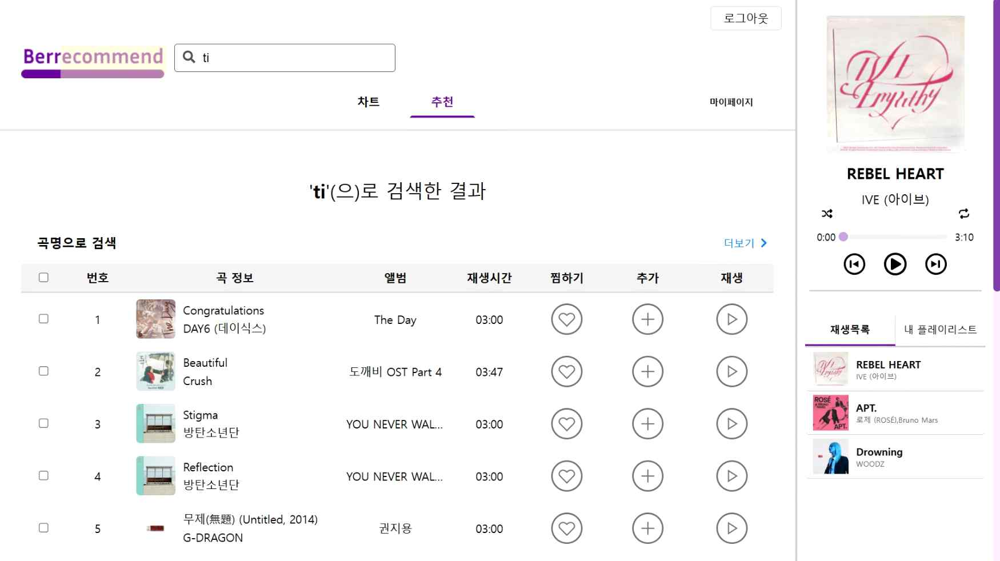 로그아웃
Berrecommend
ti
차트
추천
마이페이지
'ti'(으)로 검색한 결과
곡명으로 검색
더보기
번호
곡 정보
앨범
재생시간
찜하기
추가
재생
1
Congratulations
DAY6 (데이식스)
The Day
03:00
2
Beautiful
Crush
도깨비 OST Part 4
03:47
3
Stigma
방탄소년단
YOU NEVER WAL...
03:00
4
Reflection
방탄소년단
YOU NEVER WAL...
03:00
5
무제(無題) (Untitled, 2014)
G-DRAGON
권지용
03:00
IVE
Empathy
REBEL HEART
IVE (아이브)
0:00
3:10
재생목록
내 플레이리스트
REBEL HEART
IVE (아이브)
ROSÉ
APT.
APT.
로제 (ROSÉ),Bruno Mars
Drowning
WOODZ